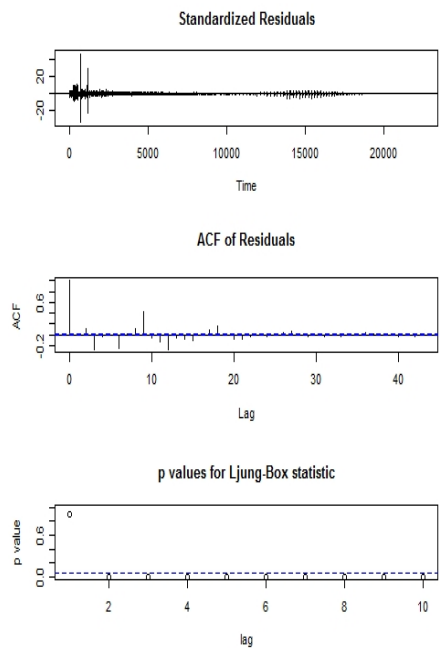 Standardized Residuals
20
-20
0 5000 10000 15000 20000
Time
ACF of Residuals
ACF
0.6
-0.2
0 10 20 30 40
Lag
p values for Ljung-Box statistic
p value
0.6
0.0
2 4 6 8 10
lag